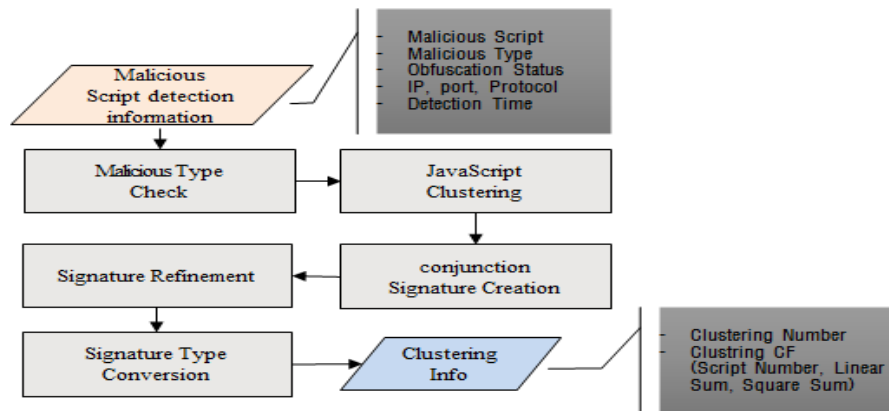 Malicious
Script detection
information
- Malicious Script
- Malicious Type
- Obfuscation Status
- IP, port, Protocol
- Detection Time
Malicious Type
Check
JavaScript
Clustering
Signature Refinement
conjunction
Signature Creation
Signature Type
Conversion
Clustering
Info
- Clustering Number
- Clustring CF
(Script Number, Linear
Sum, Square Sum)